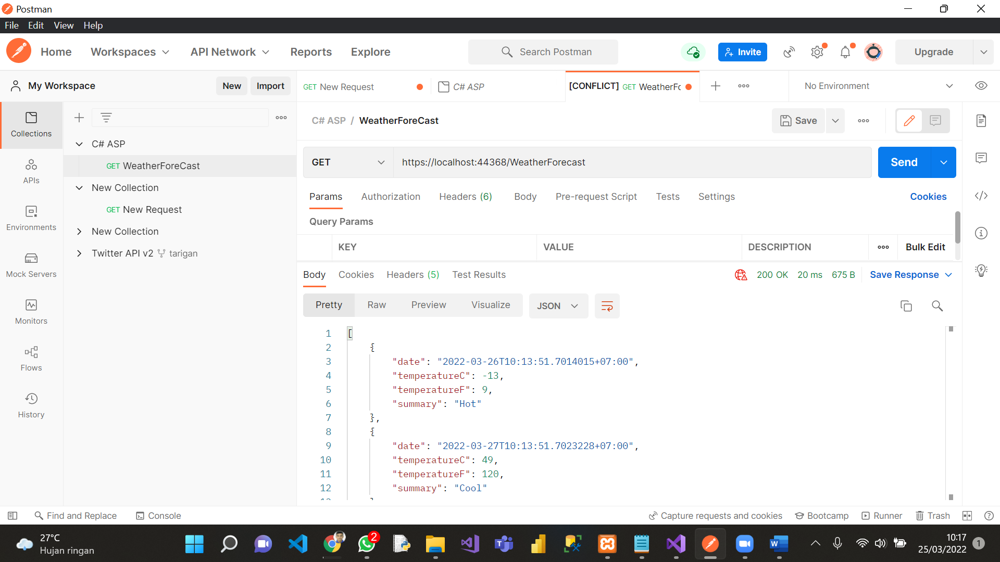 Postman
File Edit View Help
Home Workspaces API Network Reports Explore Search Postman Invite Upgrade
My Workspace New Import GET New Request C# ASP [CONFLICT] GET WeatherFc No Environment
C# ASP / WeatherForeCast Save
Collections
C# ASP
GET WeatherForeCast
New Collection
GET New Request
New Collection
Twitter API v2 tarigan
APIs
Environments
Mock Servers
Monitors
Flows
History
GET https://localhost:44368/WeatherForecast Send
Params Authorization Headers (6) Body Pre-request Script Tests Settings Cookies
Query Params
KEY VALUE DESCRIPTION Bulk Edit
Body Cookies Headers (5) Test Results 200 OK 20 ms 675 B Save Response
Pretty Raw Preview Visualize JSON
1 [
2 {
3 "date": "2022-03-26T10:13:51.7014015+07:00",
4 "temperatureC": -13,
5 "temperatureF": 9,
6 "summary": "Hot"
7 },
8 {
9 "date": "2022-03-27T10:13:51.7023228+07:00",
10 "temperatureC": 49,
11 "temperatureF": 120,
12 "summary": "Cool"
Find and Replace Console Capture requests and cookies Bootcamp Runner Trash
27°C
Hujan ringan
2
10:17
25/03/2022
1